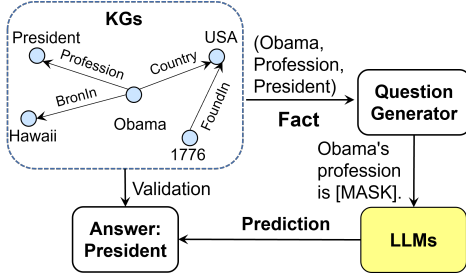 KGs
President
USA
Profession
Country
BronIn
FoundIn
Obama
Hawaii
1776
(Obama,
Profession,
President)
Fact
Question
Generator
Obama's
profession
is [MASK].
Validation
Answer:
President
Prediction
LLMs